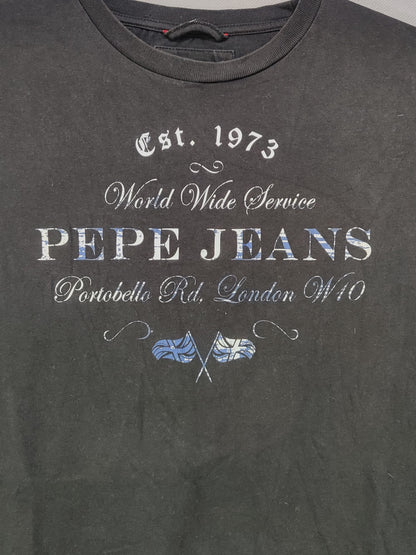 Est. 1973
World Wide Service
PEPE JEANS
Portobello Rd, London W10